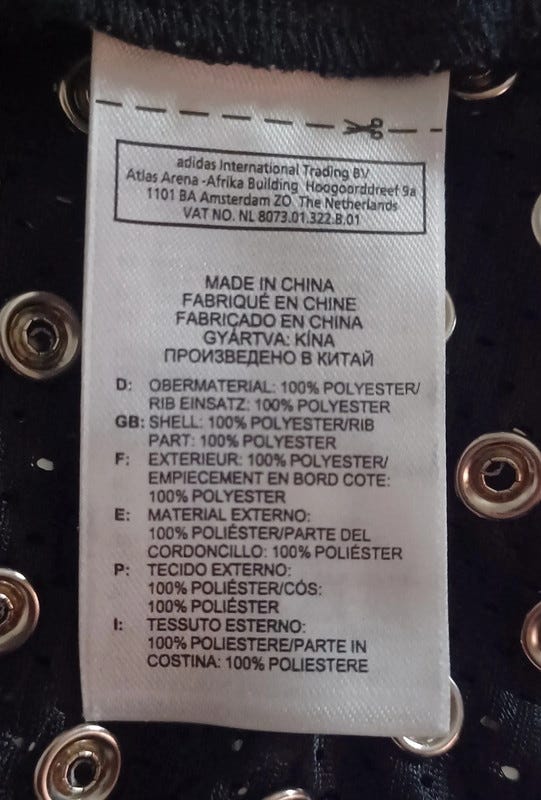 adidas International Trading BV
Atlas Arena -Afrika Building Hoogoorddreef 9a
1101 BA Amsterdam ZO The Netherlands
VAT NO. NL 8073.01.322.B.01
MADE IN CHINA
FABRIQUÉ EN CHINE
FABRICADO EN CHINA
GYÁRTVA: KÍNA
ПРОИЗВЕДЕНО В КИТАЙ
D: OBERMATERIAL: 100% POLYESTER/
RIB EINSATZ: 100% POLYESTER
GB: SHELL: 100% POLYESTER/RIB
PART: 100% POLYESTER
F: EXTERIEUR: 100% POLYESTER/
EMPIECEMENT EN BORD COTE:
100% POLYESTER
E: MATERIAL EXTERNO:
100% POLIÉSTER/PARTE DEL
CORDONCILLO: 100% POLIÉSTER
P: TECIDO EXTERNO:
100% POLIÉSTER/CÓS:
100% POLIÉSTER
I: TESSUTO ESTERNO:
100% POLIESTERE/PARTE IN
COSTINA: 100% POLIESTERE